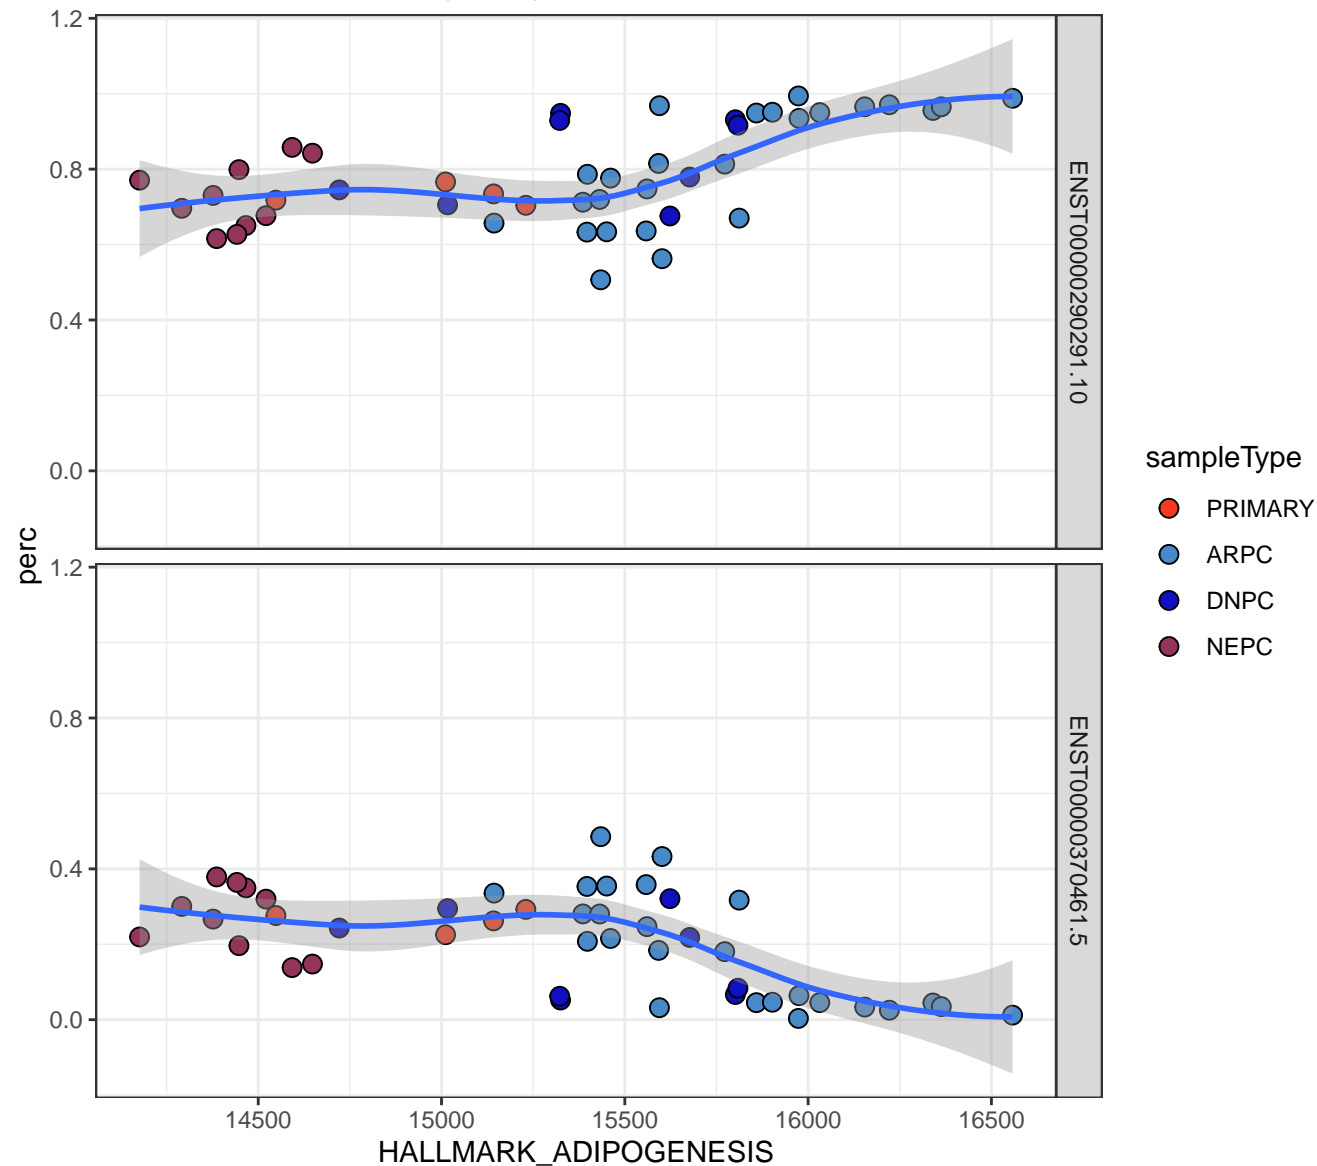 1.2
0.8
0.4
0.0
ENST00000290291.10
1.2
0.8
0.4
0.0
ENST00000370461.5
perc
14500
15000
15500
16000
16500
HALLMARK_ADIPOGENESIS
sampleType
PRIMARY
ARPC
DNPC
NEPC